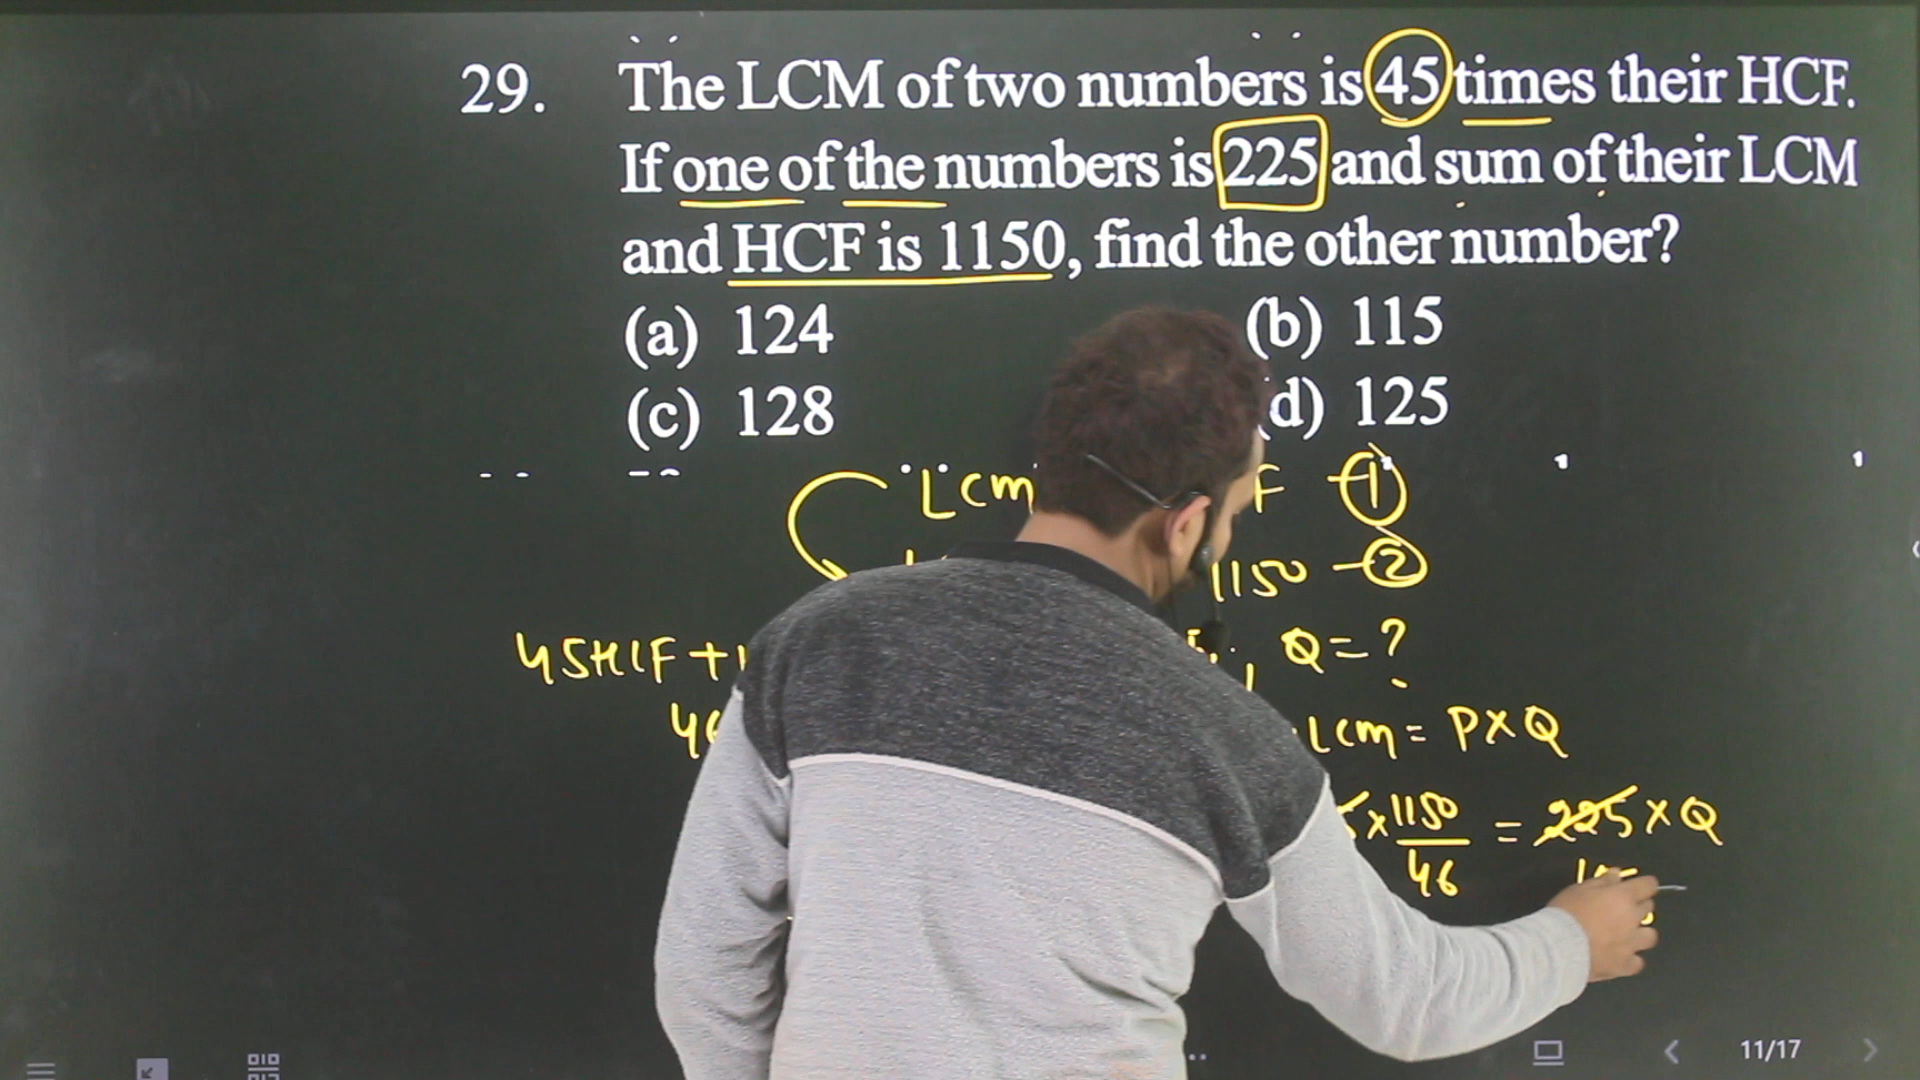 29. The LCM of two numbers is 45 times their HCF.
If one of the numbers is 225 and sum of their LCM
and HCF is 1150, find the other number?
(a) 124 (b) 115
(c) 128 (d) 125
LCM F - 1
1150 - 2
45HCF + Q = ?
LCM = P × Q
× 1150/46 = 225 × Q
11/17